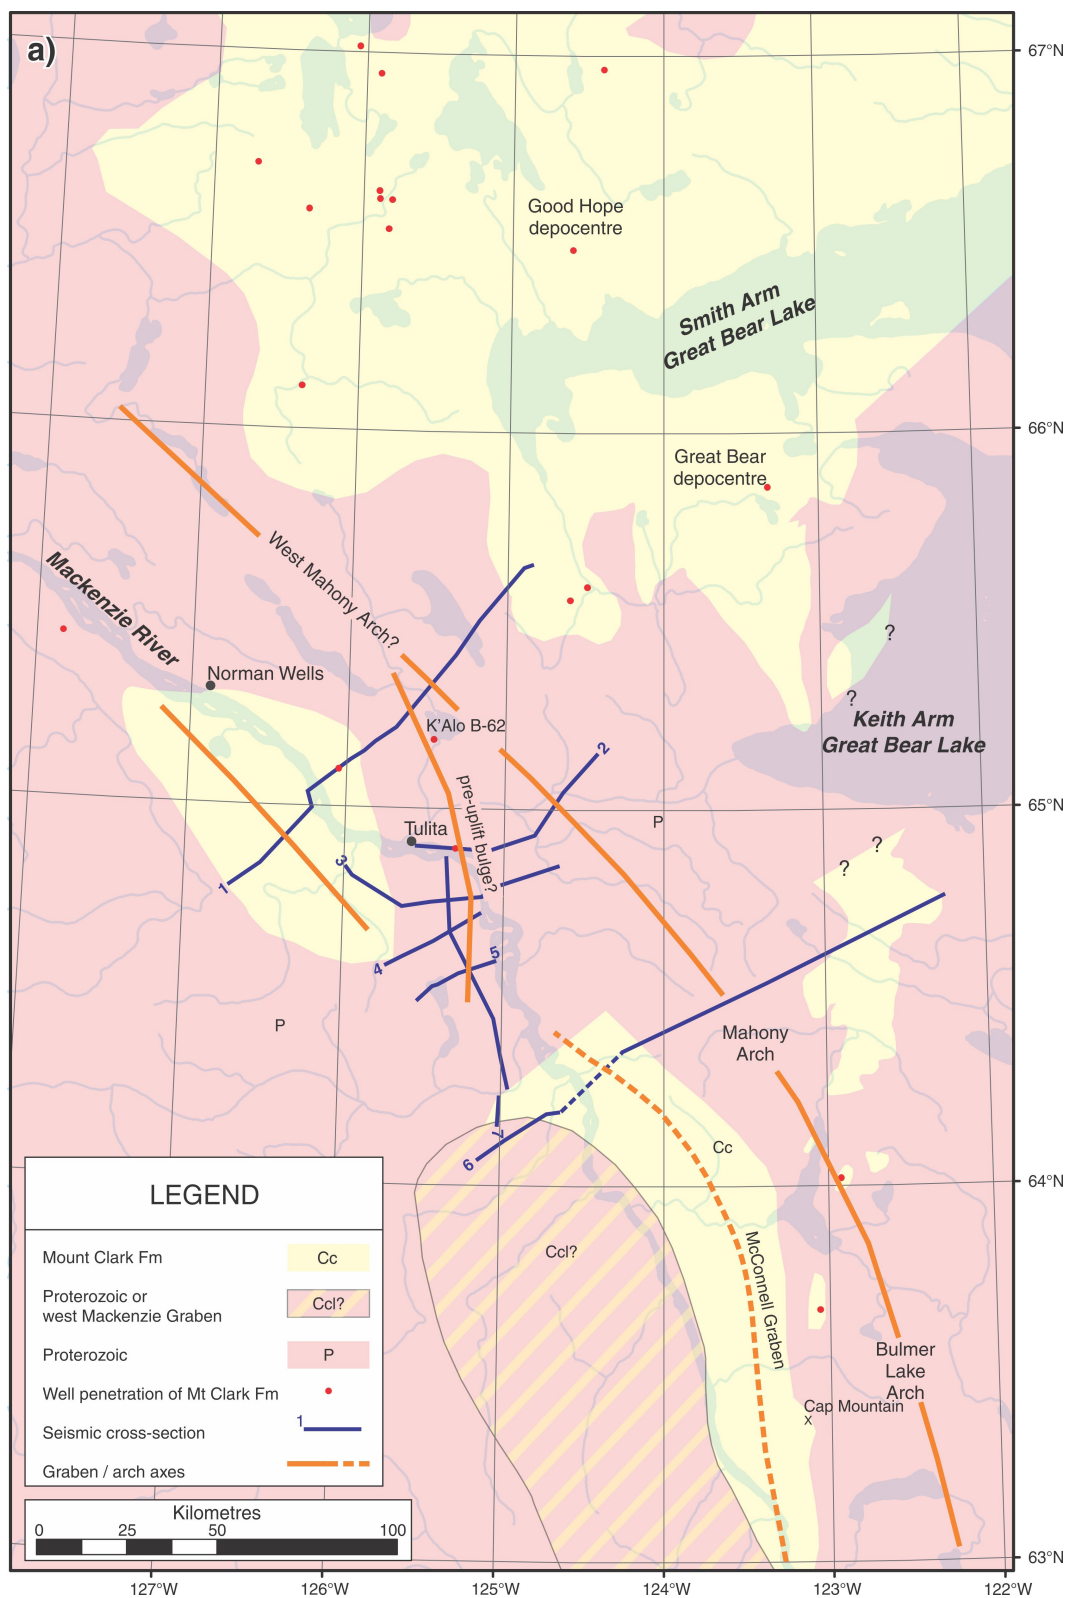 a)
67°N
Good Hope
depocentre
Smith Arm
Great Bear Lake
66°N
Great Bear
depocentre
West Mahony Arch?
Mackenzie River
?
Norman Wells
?
Keith Arm
Great Bear Lake
K'Alo B-62
2
pre-uplift bulge?
65°N
P
Tulita
?
?
3
1
5
4
P
Mahony
Arch
7
6
Cc
64°N
Ccl?
McConnell Graben
Bulmer
Lake
Arch
Cap Mountain
x
63°N
LEGEND
Mount Clark Fm
Cc
Proterozoic or
west Mackenzie Graben
Ccl?
Proterozoic
P
Well penetration of Mt Clark Fm
Seismic cross-section
1
Graben / arch axes
Kilometres
0 25 50 100
127°W 126°W 125°W 124°W 123°W 122°W